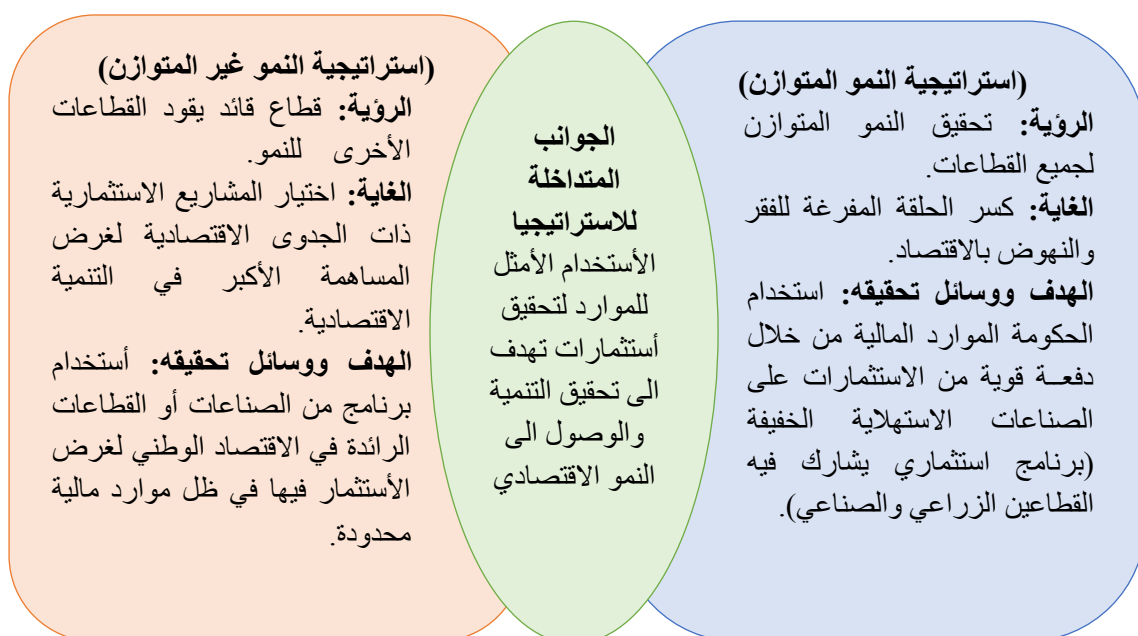 (استراتيجية النمو المتوازن)
الرؤية: تحقيق النمو المتوازن
لجميع القطاعات.
الغاية: كسر الحلقة المفرغة للفقر
والنهوض بالاقتصاد.
الهدف ووسائل تحقيقه: استخدام
الحكومة الموارد المالية من خلال
دفعة قوية من الاستثمارات على
الصناعات الاستهلاية الخفيفة
(برنامج استثماري يشارك فيه
القطاعين الزراعي والصناعي).
الجوانب
المتداخلة
للاستراتيجيا
الأستخدام الأمثل
للموارد لتحقيق
أستثمارات تهدف
الى تحقيق التنمية
والوصول الى
النمو الاقتصادي
(استراتيجية النمو غير المتوازن)
الرؤية: قطاع قائد يقود القطاعات
الأخرى للنمو.
الغاية: اختيار المشاريع الاستثمارية
ذات الجدوى الاقتصادية لغرض
المساهمة الأكبر في التنمية
الاقتصادية.
الهدف ووسائل تحقيقه: أستخدام
برنامج من الصناعات أو القطاعات
الرائدة في الاقتصاد الوطني لغرض
الأستثمار فيها في ظل موارد مالية
محدودة.